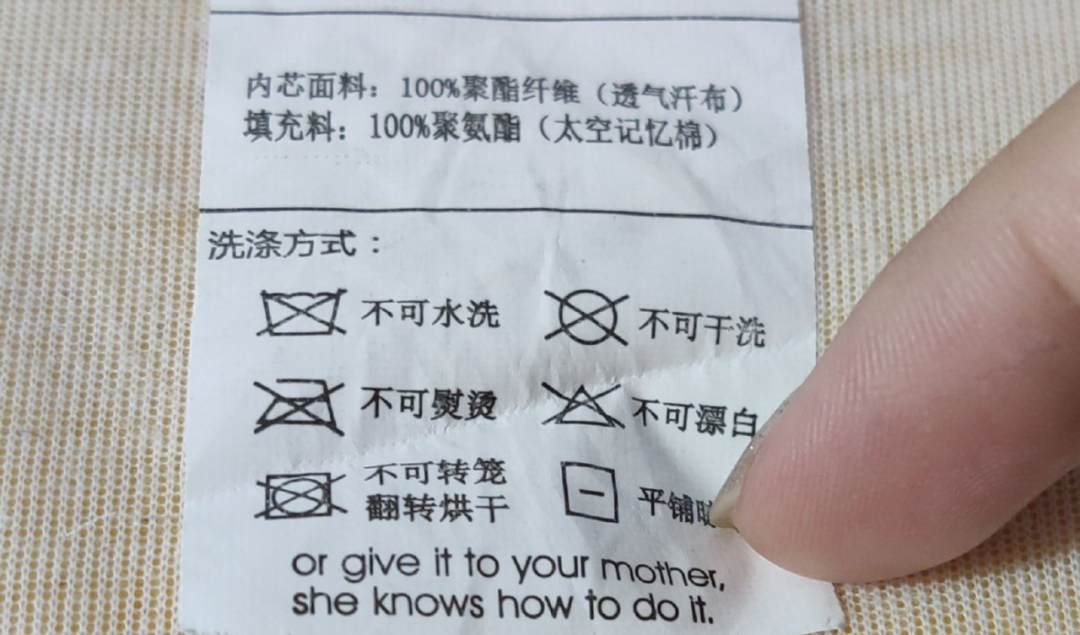 内芯面料：100%聚酯纤维（透气汗布）
填充料：100%聚氨酯（太空记忆棉）
洗涤方式：
不可水洗 不可干洗
不可熨烫 不可漂白
不可转笼
翻转烘干 平铺
or give it to your mother,
she knows how to do it.